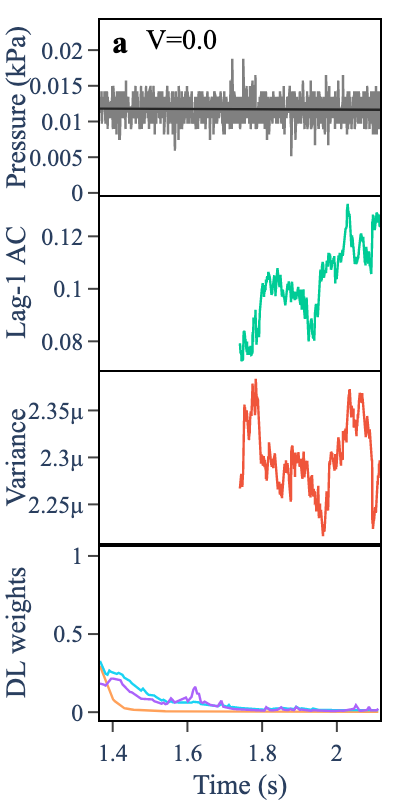 a V=0.0
Pressure (kPa)
0.02
0.015
0.01
0.005
0
Lag-1 AC
0.12
0.1
0.08
Variance
2.35μ
2.3μ
2.25μ
DL weights
1
0.5
0
1.4 1.6 1.8 2
Time (s)